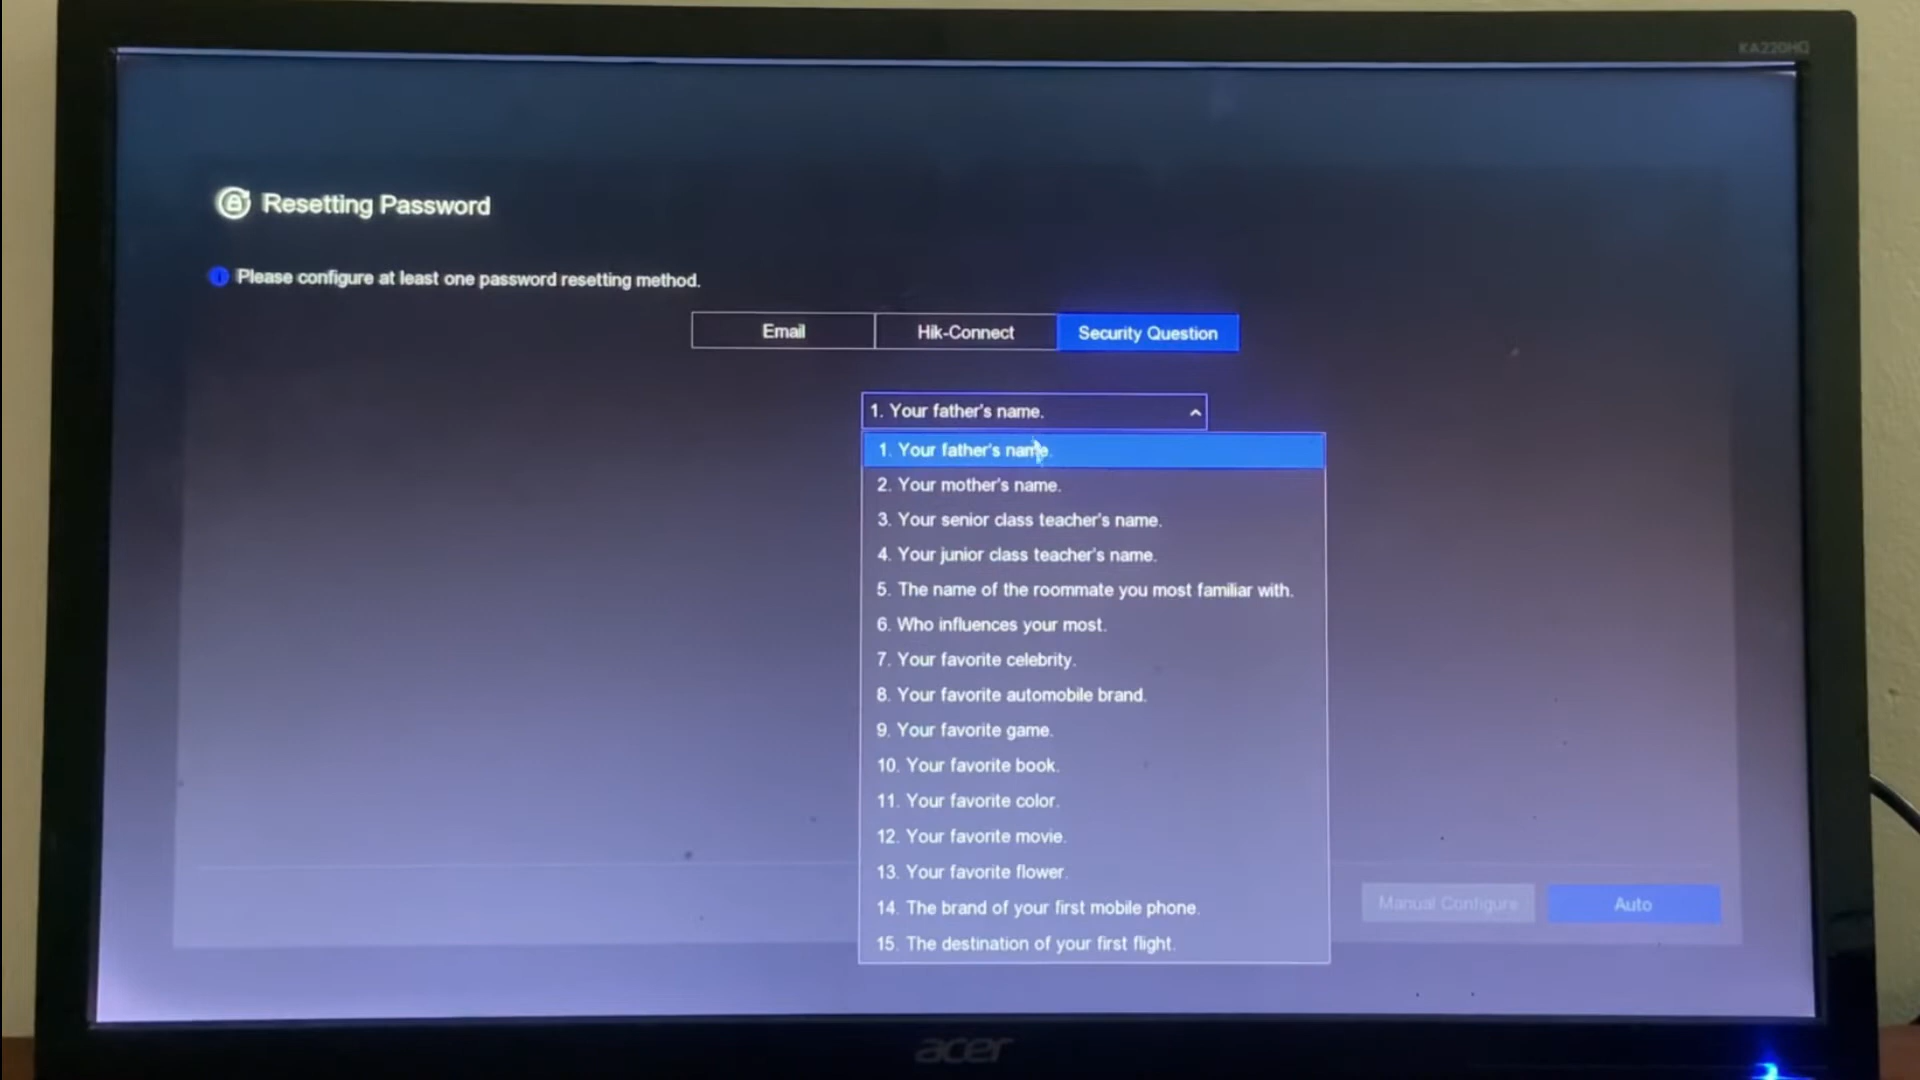 KA220HQ
Resetting Password
Please configure at least one password resetting method.
Email
Hik-Connect
Security Question
1. Your father's name.
1. Your father's name.
2. Your mother's name.
3. Your senior class teacher's name.
4. Your junior class teacher's name.
5. The name of the roommate you most familiar with.
6. Who influences your most.
7. Your favorite celebrity.
8. Your favorite automobile brand.
9. Your favorite game.
10. Your favorite book.
11. Your favorite color.
12. Your favorite movie.
13. Your favorite flower.
14. The brand of your first mobile phone.
15. The destination of your first flight.
Manual Configure
Auto
acer